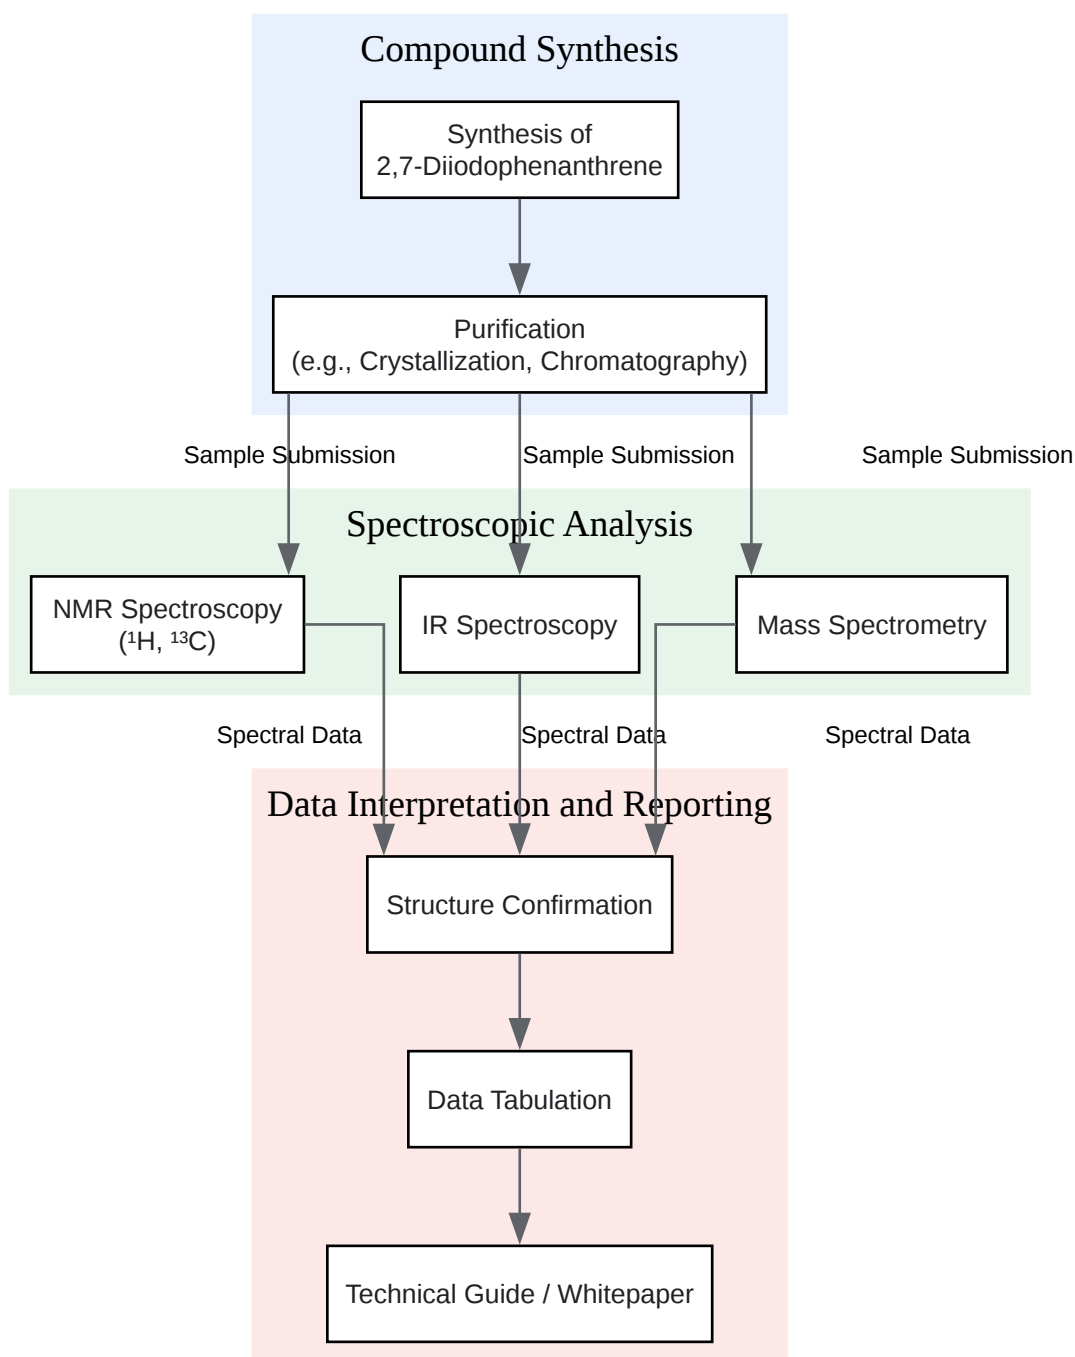 Compound Synthesis
Synthesis of
2,7-Diiodophenanthrene
Purification
(e.g., Crystallization, Chromatography)
Sample Submission
Sample Submission
Sample Submission
Spectroscopic Analysis
NMR Spectroscopy
(¹H, ¹³C)
IR Spectroscopy
Mass Spectrometry
Spectral Data
Spectral Data
Spectral Data
Data Interpretation and Reporting
Structure Confirmation
Data Tabulation
Technical Guide / Whitepaper